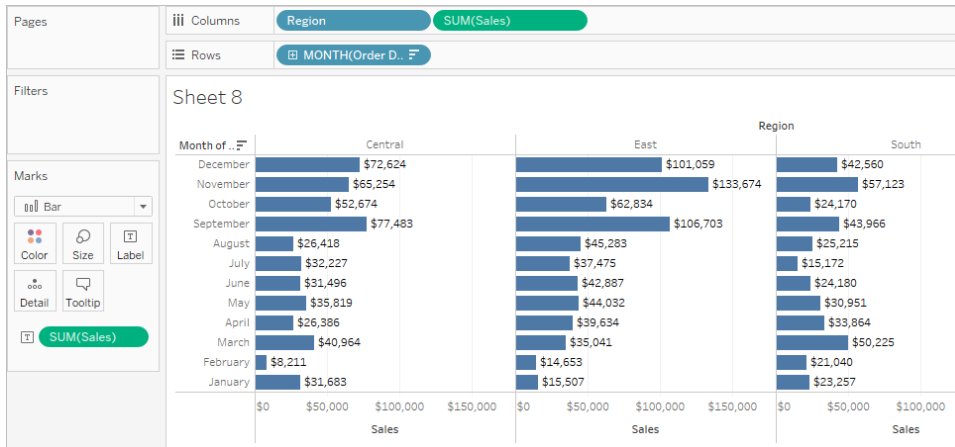 Pages
Columns
Region
SUM(Sales)
Rows
MONTH(Order D..
Filters
Sheet 8
Region
Month of ..
Central
East
South
December $72,624 $101,059 $42,560
November $65,254 $133,674 $57,123
October $52,674 $62,834 $24,170
September $77,483 $106,703 $43,966
August $26,418 $45,283 $25,215
July $32,227 $37,475 $15,172
June $31,496 $42,887 $24,180
May $35,819 $44,032 $30,951
April $26,386 $39,634 $33,864
March $40,964 $35,041 $50,225
February $8,211 $14,653 $21,040
January $31,683 $15,507 $23,257
$0 $50,000 $100,000 $150,000 $0 $50,000 $100,000 $150,000 $0 $50,000 $100,000
Sales Sales Sales
Marks
Bar
Color Size Label
Detail Tooltip
SUM(Sales)